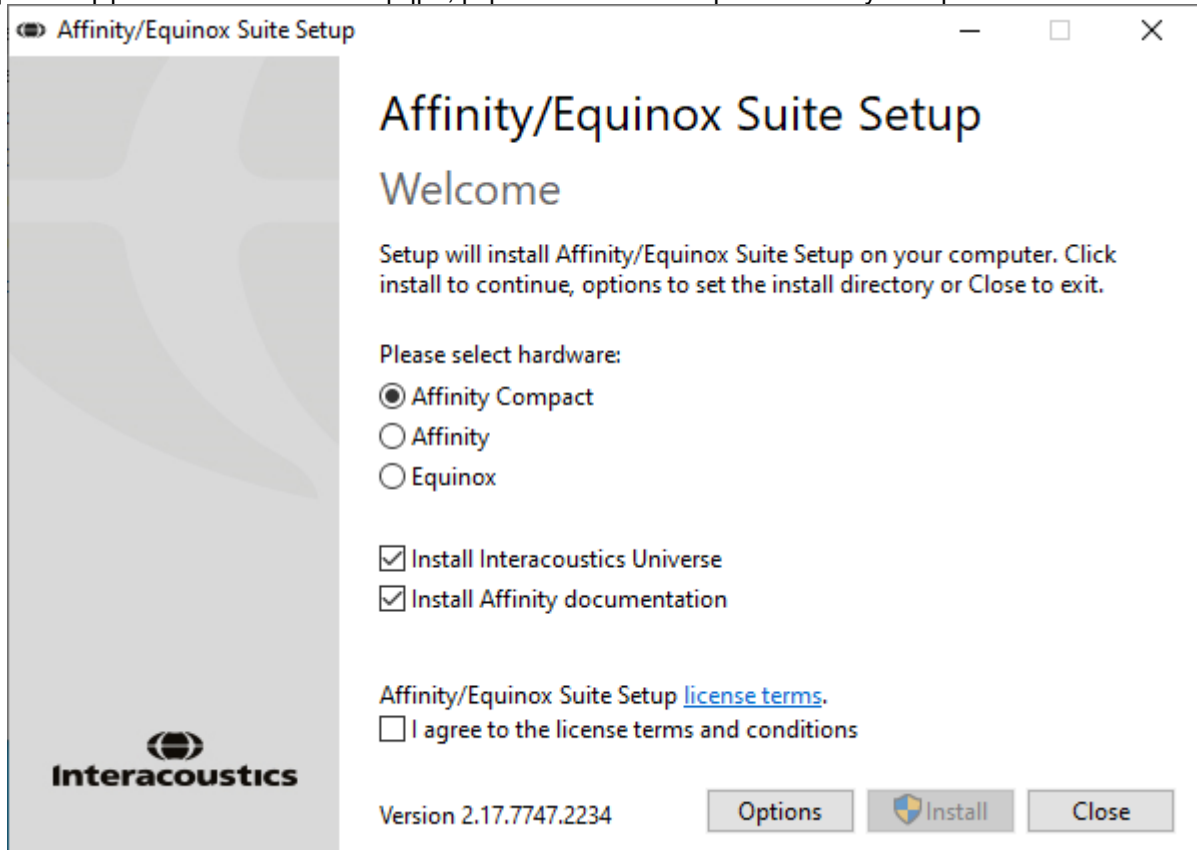 Affinity/Equinox Suite Setup
Affinity/Equinox Suite Setup
Welcome
Setup will install Affinity/Equinox Suite Setup on your computer. Click
install to continue, options to set the install directory or Close to exit.
Please select hardware:
Affinity Compact
Affinity
Equinox
Install Interacoustics Universe
Install Affinity documentation
Affinity/Equinox Suite Setup license terms.
I agree to the license terms and conditions
Interacoustics
Version 2.17.7747.2234
Options
Install
Close